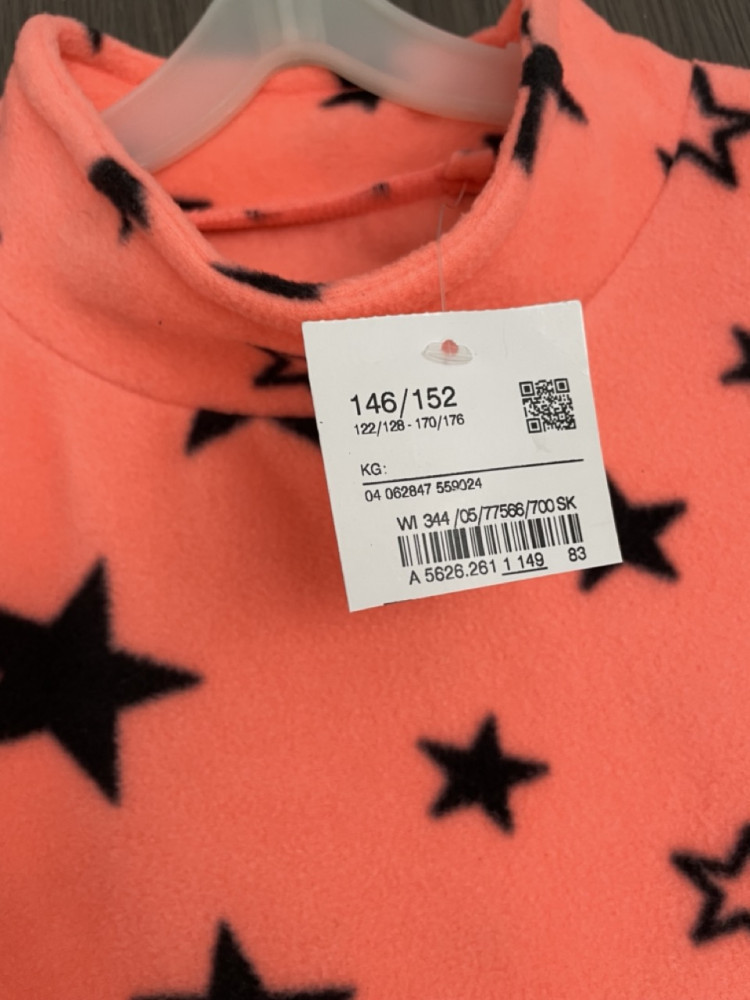 146/152
122/128 - 170/176
KG:
04 062847 559024
WI 344 /05/77566/700 SK
A 5626.261 1 149 83